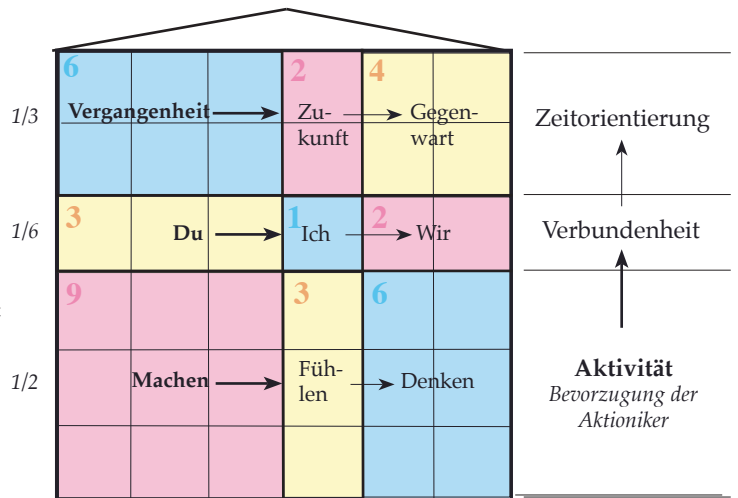 6 2 4
1/3 Vergangenheit Zu- Gegen- Zeitorientierung
kunft wart
3 1 2
1/6 Du Ich Wir Verbundenheit
9 3 6
1/2 Machen Füh- Denken Aktivität
len Bevorzugung der
Aktioniker